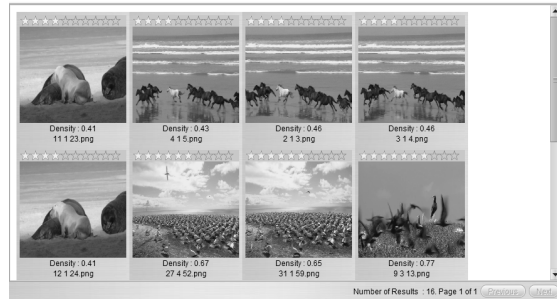 Density : 0.41
11 1 23.png
Density : 0.43
4 1 5.png
Density : 0.46
2 1 3.png
Density : 0.46
3 1 4.png
Density : 0.41
12 1 24.png
Density : 0.67
27 4 52.png
Density : 0.65
31 1 59.png
Density : 0.77
9 3 13.png
Number of Results : 16, Page 1 of 1
Previous
Next